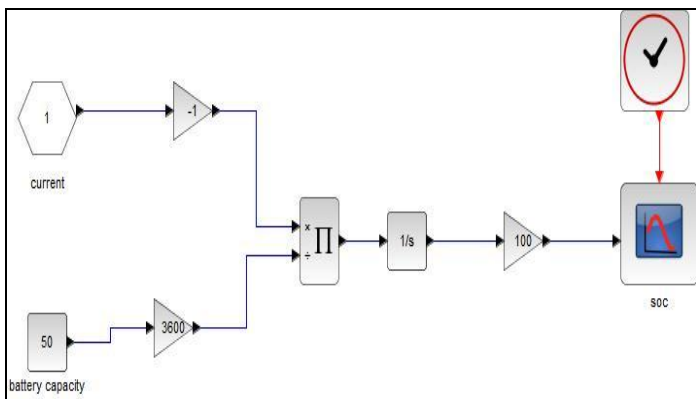 1
-1
current
×
÷
∏
1/s
100
50
3600
battery capacity
soc